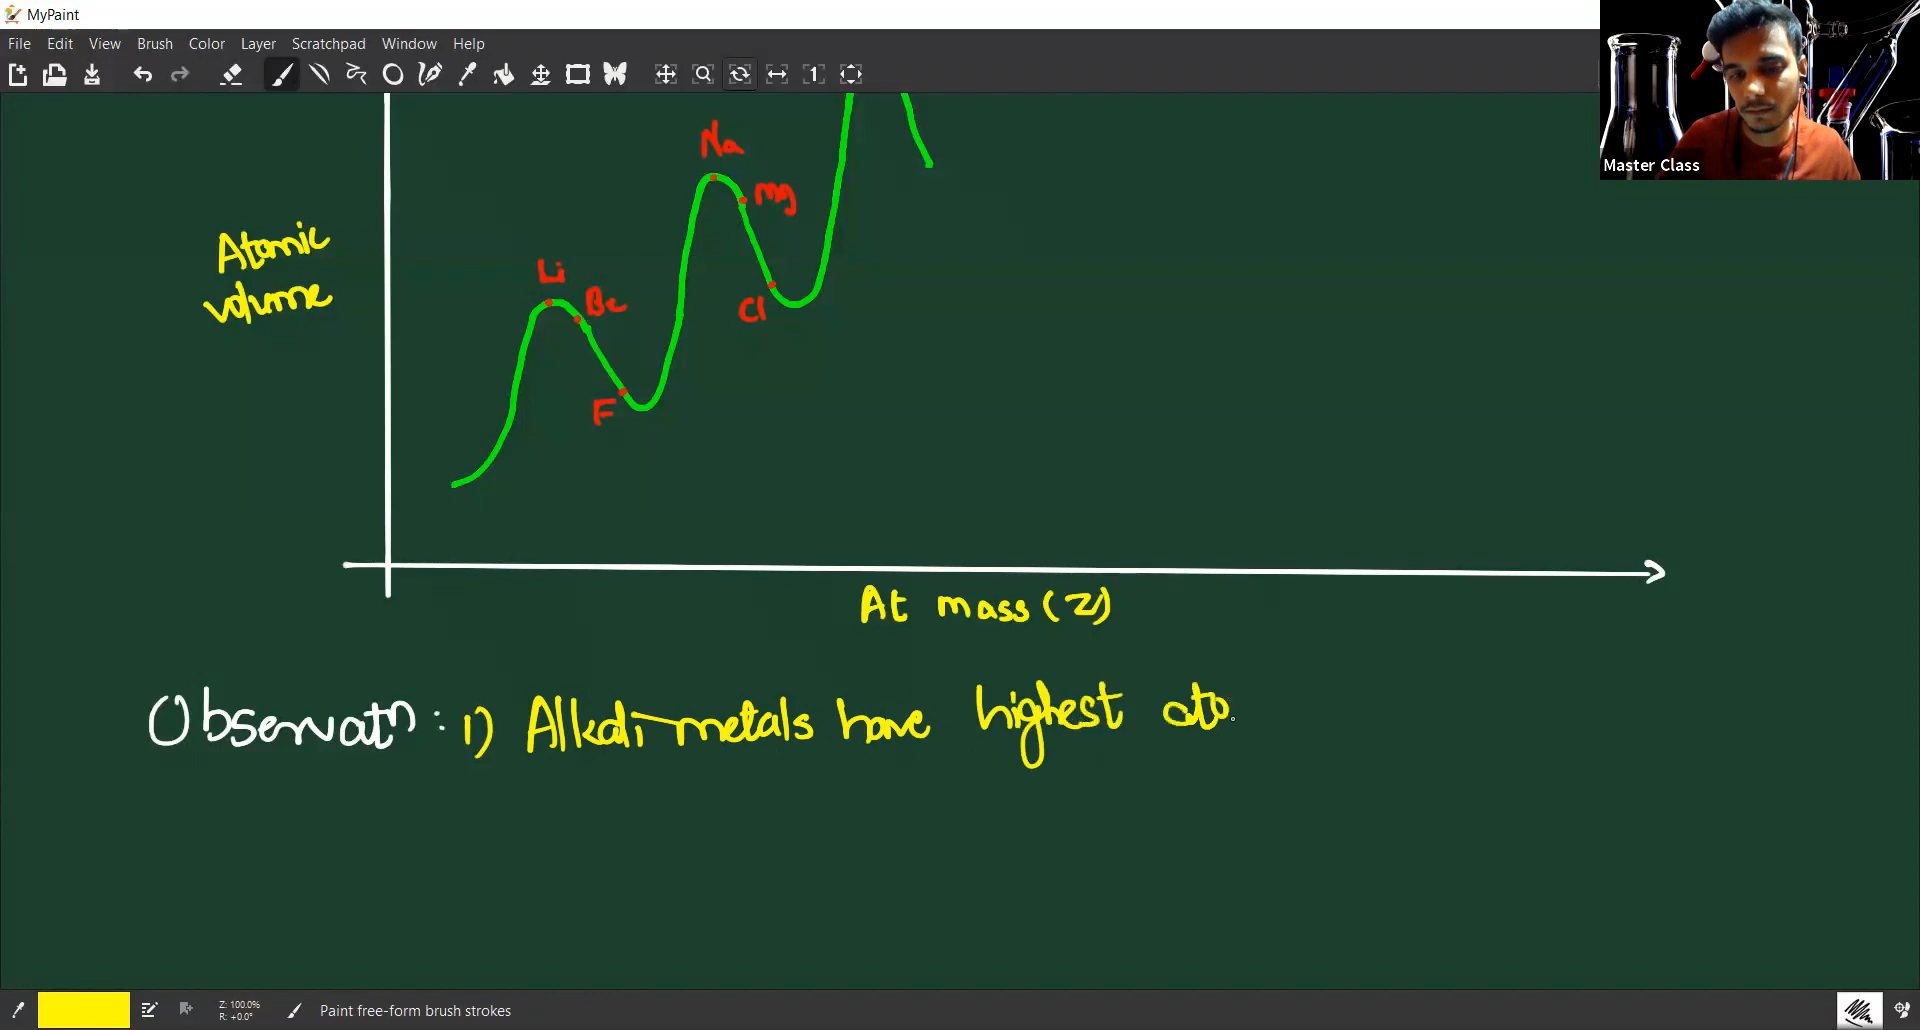 MyPaint
File Edit View Brush Color Layer Scratchpad Window Help
Master Class
Na
Mg
Atomic
volume
Li
Be
Cl
F
At mass (Z)
Observatn : 1) Alkali metals have highest ato
Z: 100.0%
R: +0.0°
Paint free-form brush strokes